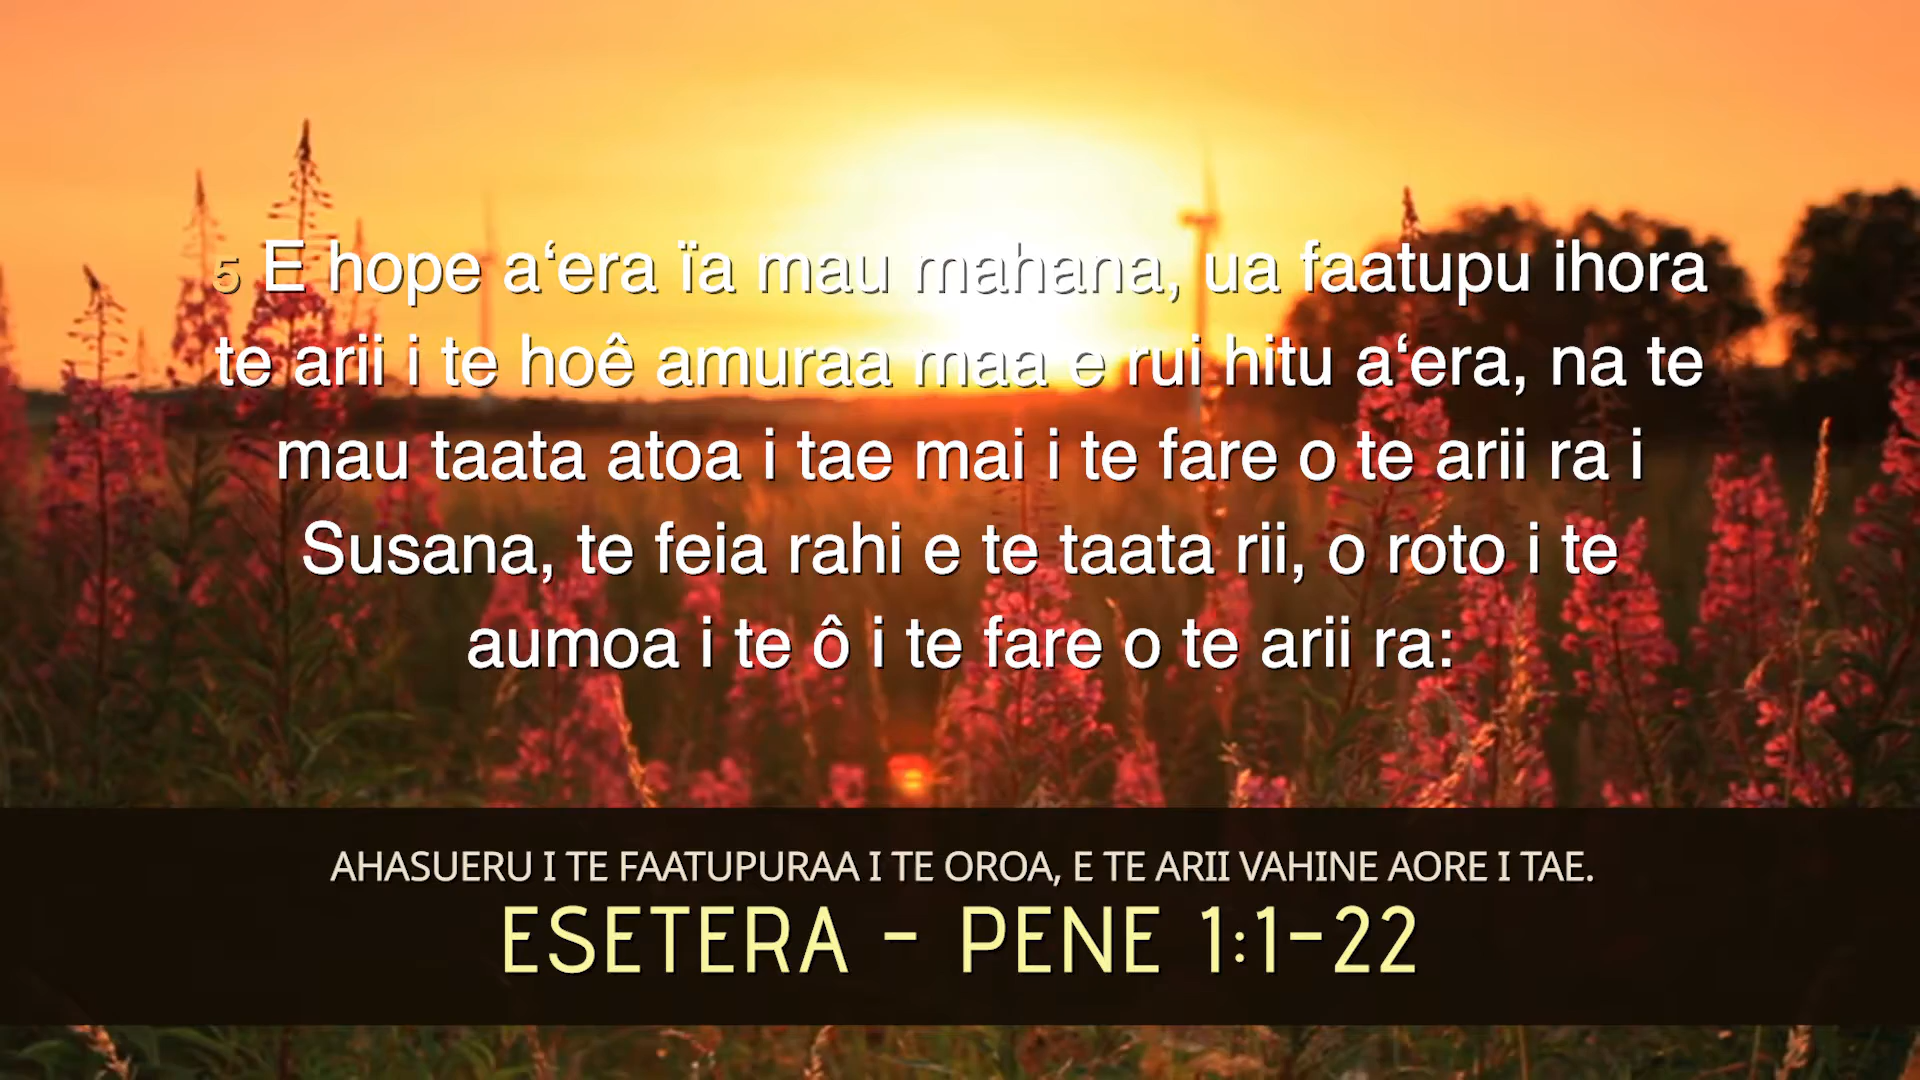 5 E hope a‘era ïa mau mahana, ua faatupu ihora
te arii i te hoê amuraa maa e rui hitu a‘era, na te
mau taata atoa i tae mai i te fare o te arii ra i
Susana, te feia rahi e te taata rii, o roto i te
aumoa i te ô i te fare o te arii ra:
AHASUERU I TE FAATUPURAA I TE OROA, E TE ARII VAHINE AORE I TAE.
ESETERA - PENE 1:1-22